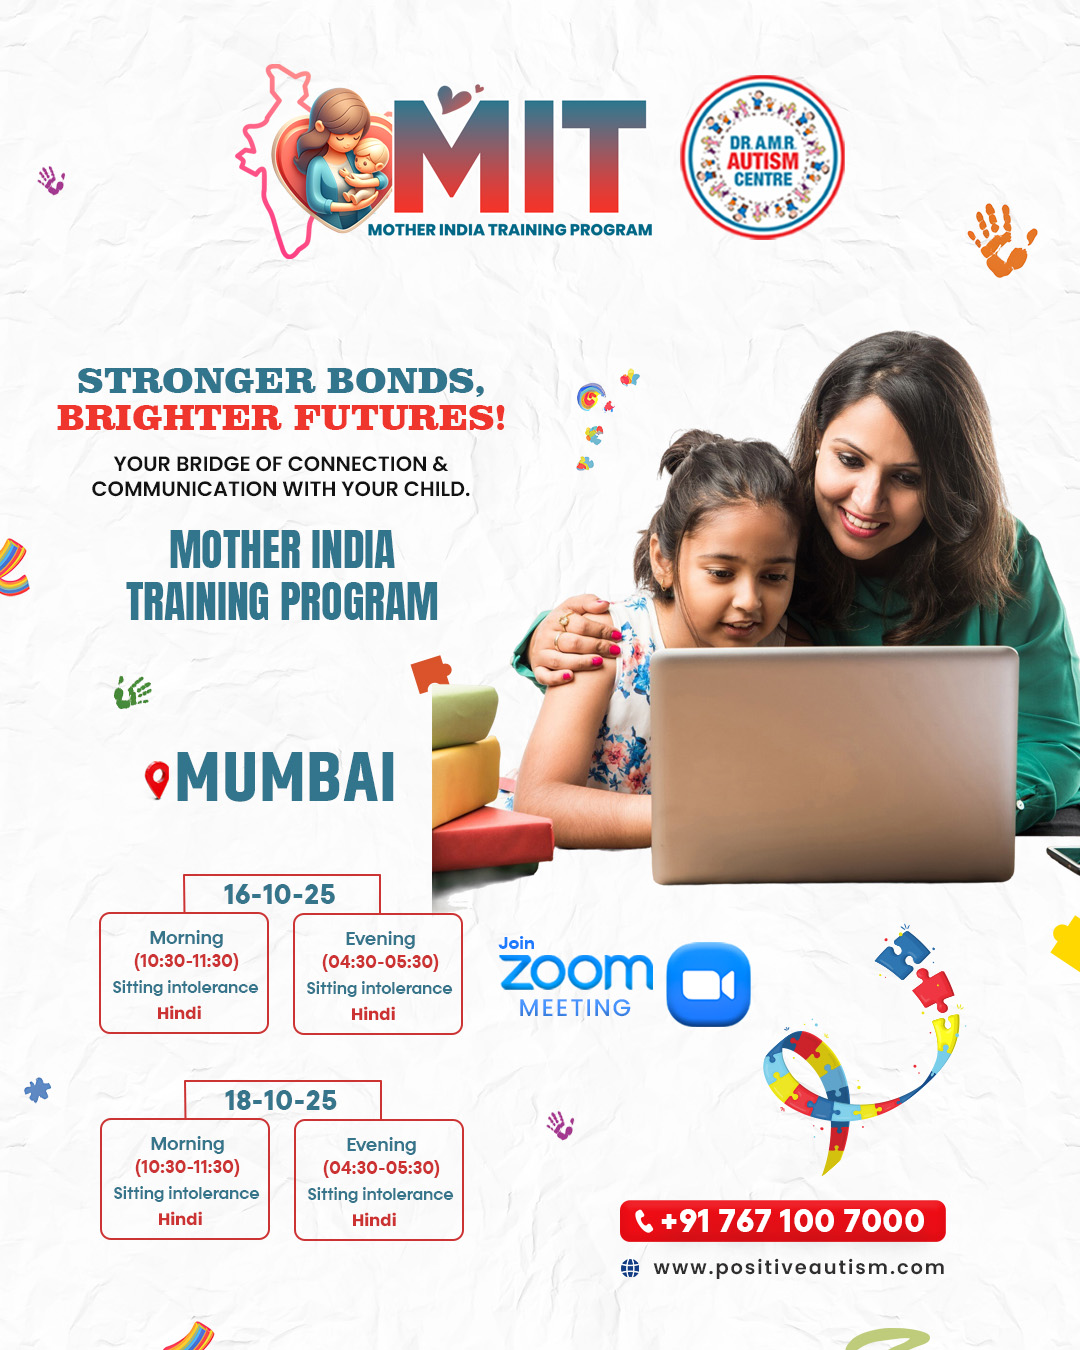 MIT
MOTHER INDIA TRAINING PROGRAM
DR.A.M.R.
AUTISM
CENTRE
STRONGER BONDS,
BRIGHTER FUTURES!
YOUR BRIDGE OF CONNECTION &
COMMUNICATION WITH YOUR CHILD.
MOTHER INDIA
TRAINING PROGRAM
MUMBAI
16-10-25
Morning
(10:30-11:30)
Sitting intolerance
Hindi
Evening
(04:30-05:30)
Sitting intolerance
Hindi
Join
zoom
MEETING
18-10-25
Morning
(10:30-11:30)
Sitting intolerance
Hindi
Evening
(04:30-05:30)
Sitting intolerance
Hindi
+91 767 100 7000
www.positiveautism.com